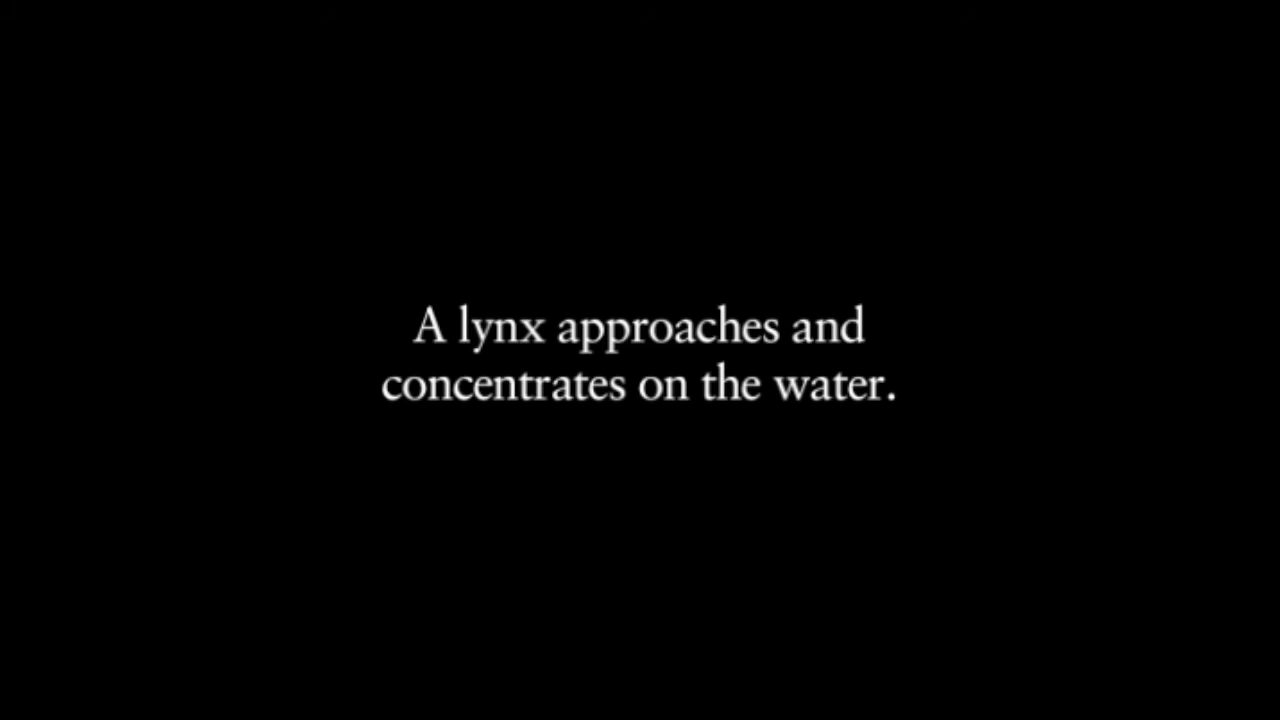 A lynx approaches and
concentrates on the water.